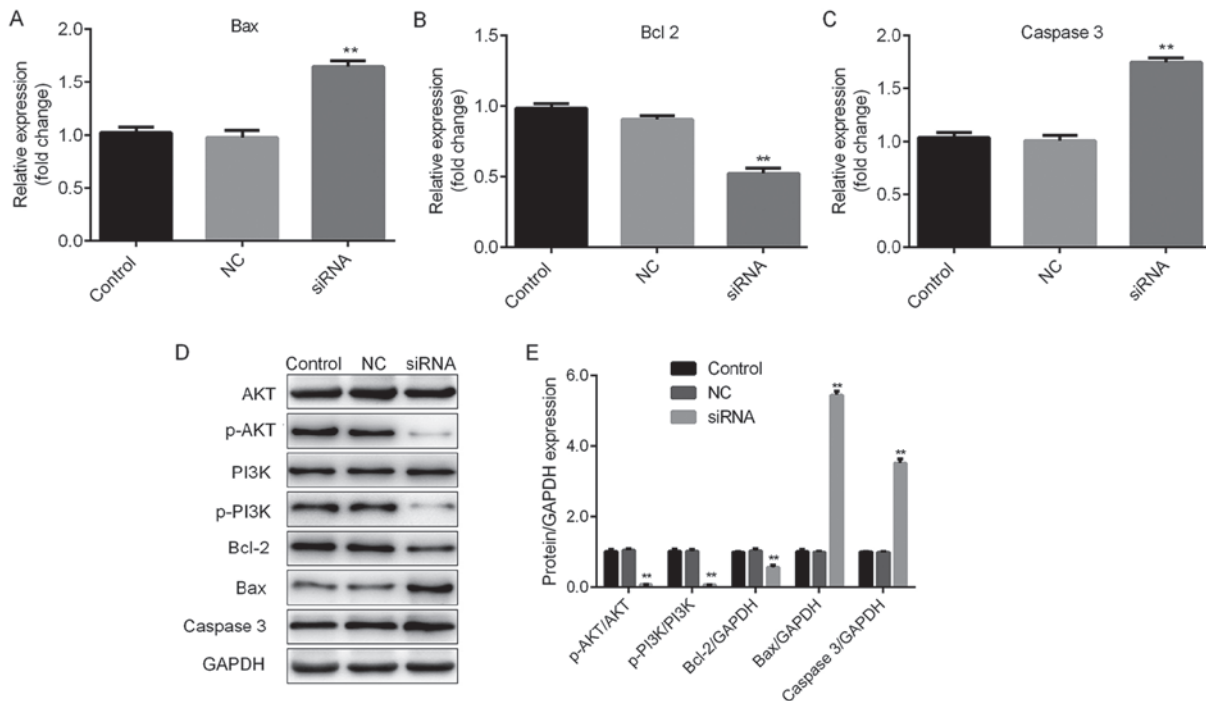 A
Bax
Relative expression
(fold change)
2.0
1.5
1.0
0.5
0.0
**
Control
NC
siRNA
B
Bcl 2
Relative expression
(fold change)
1.5
1.0
0.5
0.0
**
Control
NC
siRNA
C
Caspase 3
Relative expression
(fold change)
2.0
1.5
1.0
0.5
0.0
**
Control
NC
siRNA
D
Control NC siRNA
AKT
p-AKT
PI3K
p-PI3K
Bcl-2
Bax
Caspase 3
GAPDH
E
Control
NC
siRNA
Protein/GAPDH expression
6.0
4.0
2.0
0.0
**
**
**
**
**
p-AKT/AKT
p-PI3K/PI3K
Bcl-2/GAPDH
Bax/GAPDH
Caspase 3/GAPDH